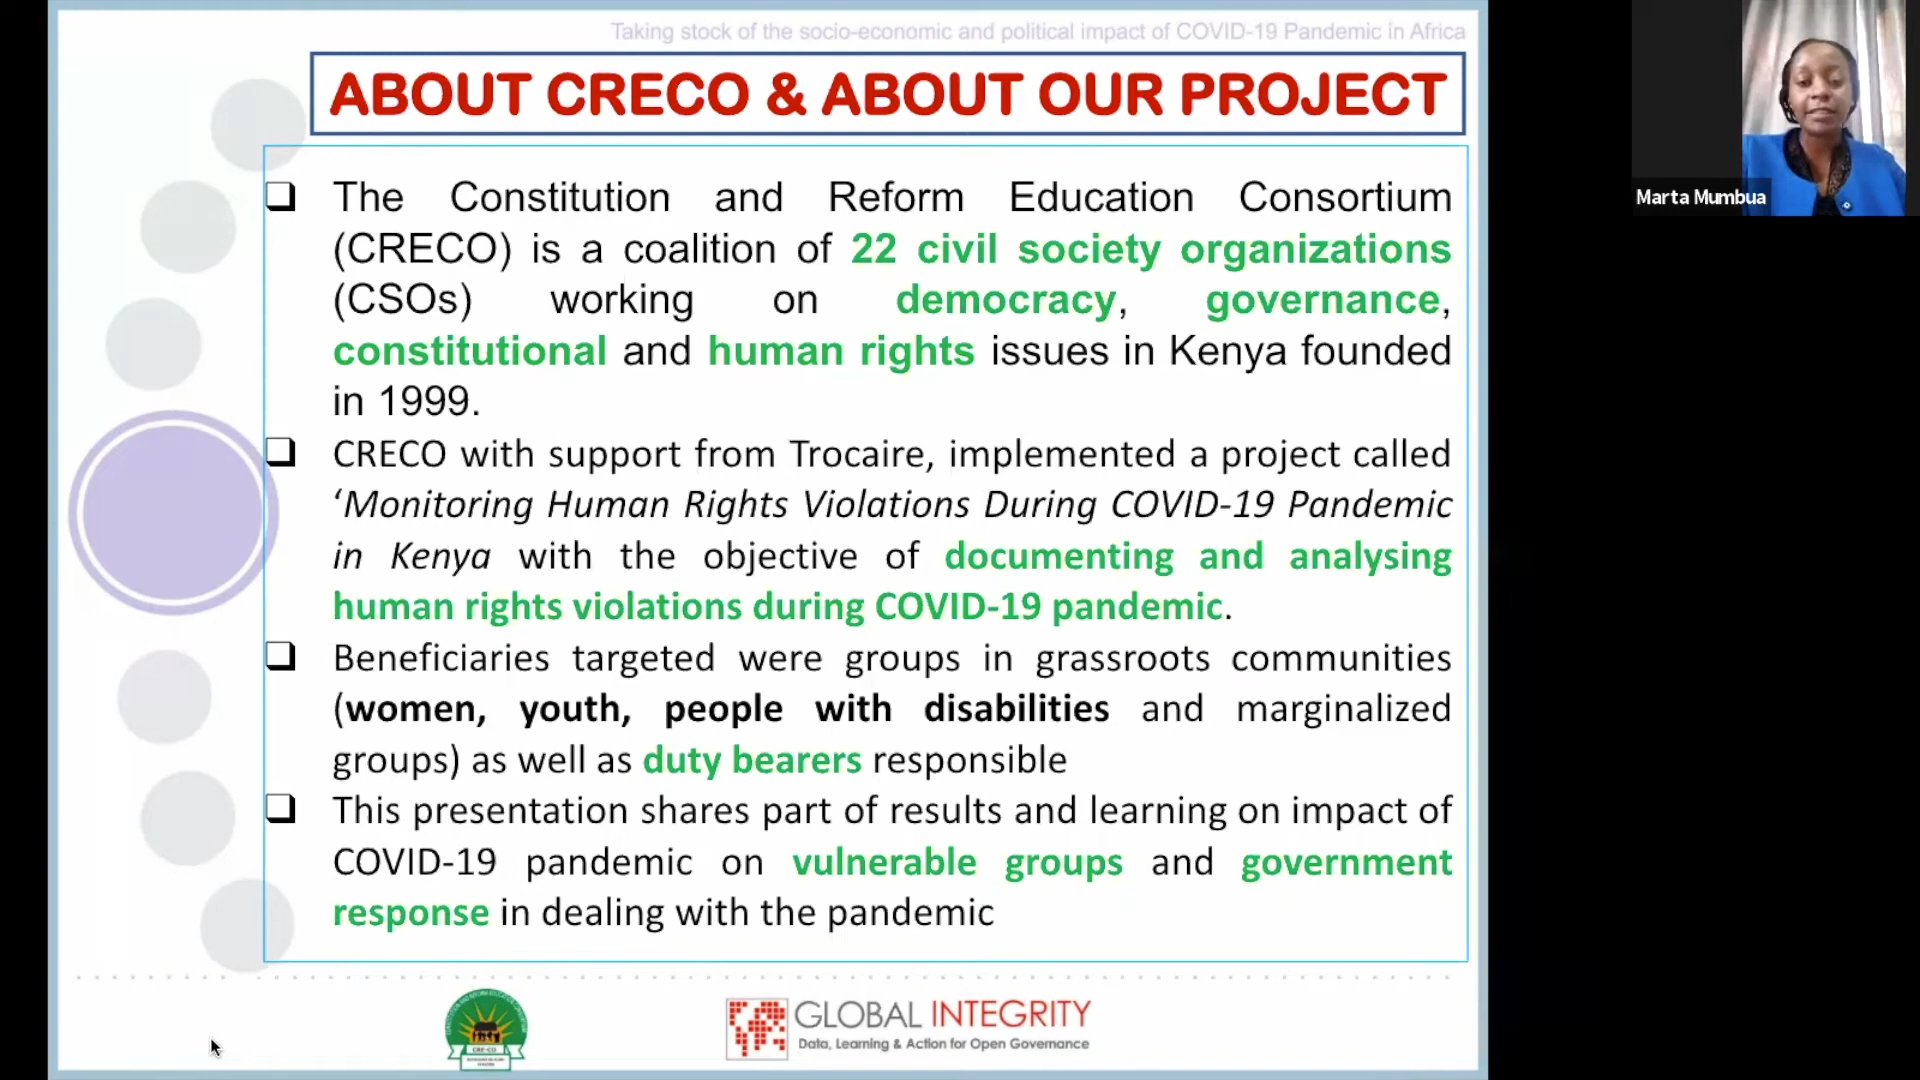 Taking stock of the socio-economic and political impact of COVID-19 Pandemic in Africa
ABOUT CRECO & ABOUT OUR PROJECT
❑ The Constitution and Reform Education Consortium
(CRECO) is a coalition of 22 civil society organizations
(CSOs) working on democracy, governance,
constitutional and human rights issues in Kenya founded
in 1999.
❑ CRECO with support from Trocaire, implemented a project called
‘Monitoring Human Rights Violations During COVID-19 Pandemic
in Kenya with the objective of documenting and analysing
human rights violations during COVID-19 pandemic.
❑ Beneficiaries targeted were groups in grassroots communities
(women, youth, people with disabilities and marginalized
groups) as well as duty bearers responsible
❑ This presentation shares part of results and learning on impact of
COVID-19 pandemic on vulnerable groups and government
response in dealing with the pandemic
CRE-CO
GLOBAL INTEGRITY
Data, Learning & Action for Open Governance
Marta Mumbua